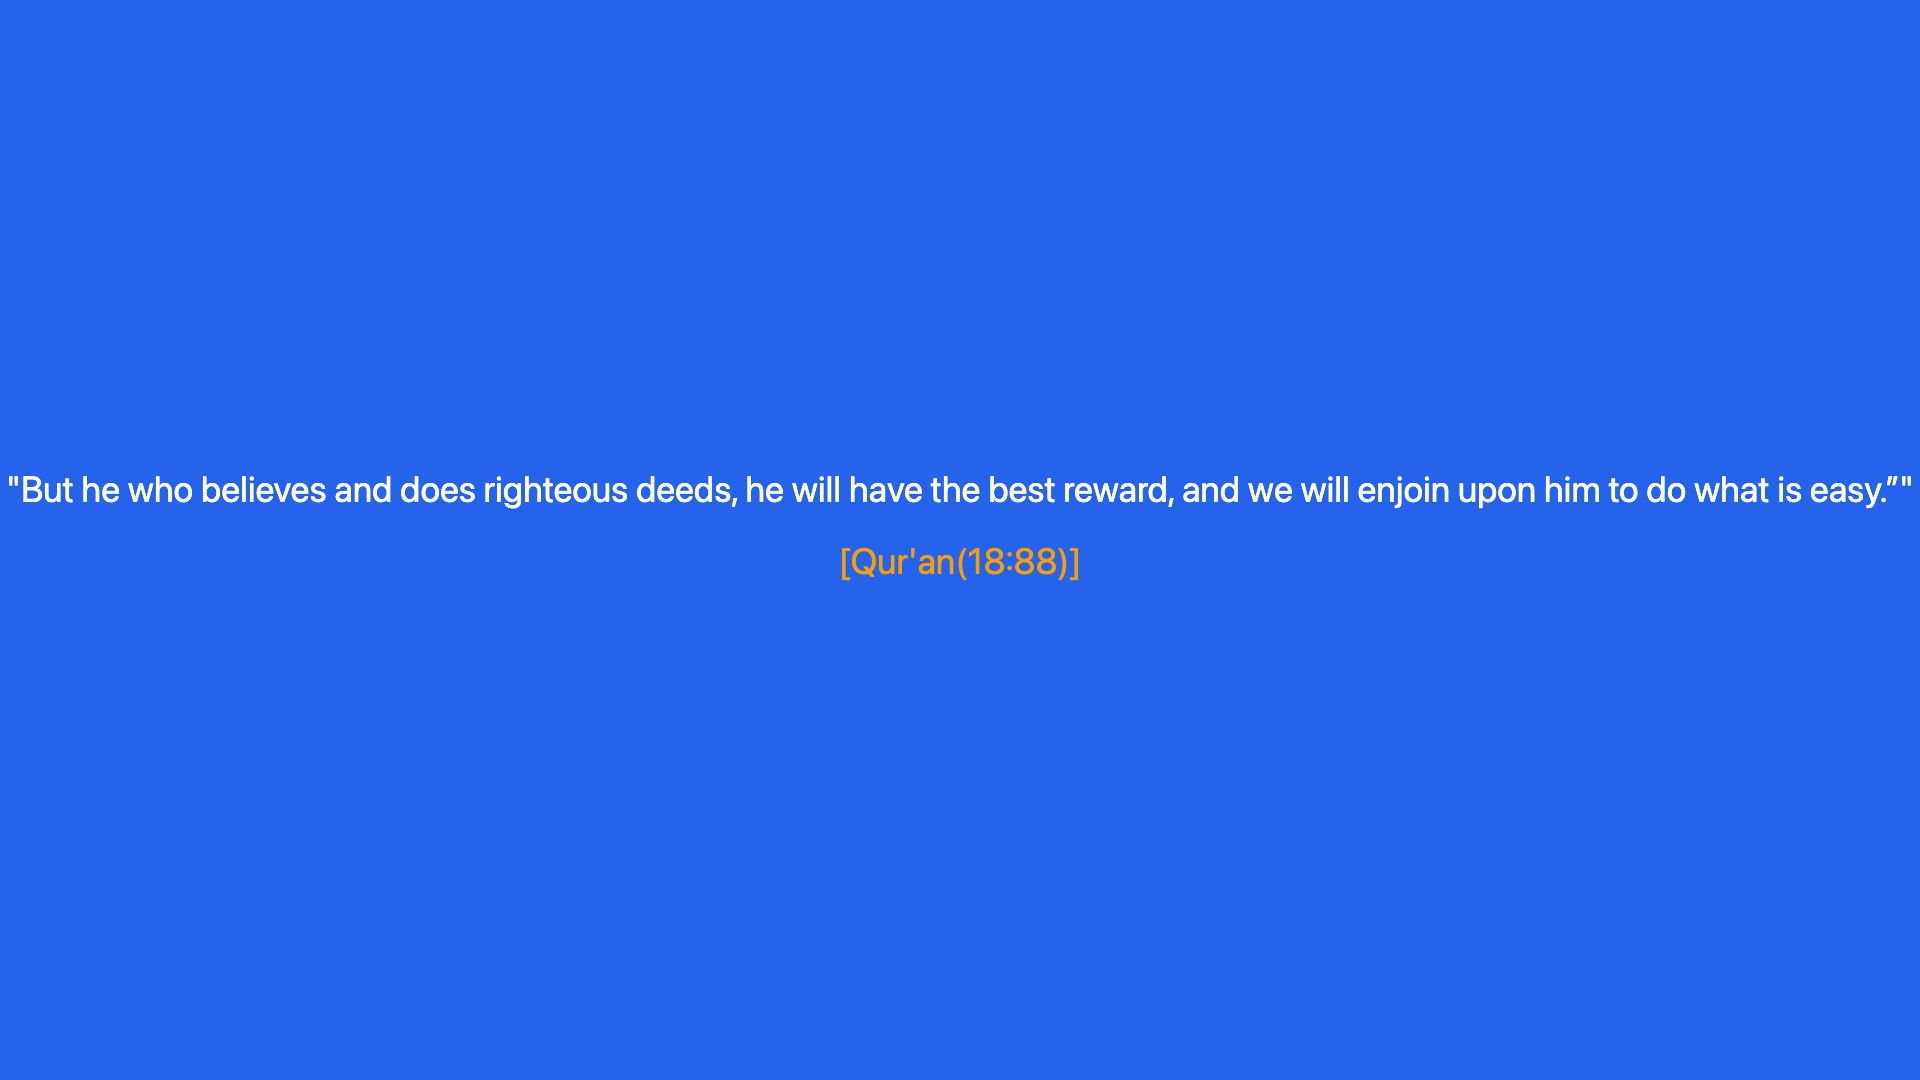 "But he who believes and does righteous deeds, he will have the best reward, and we will enjoin upon him to do what is easy.”"
[Qur'an(18:88)]